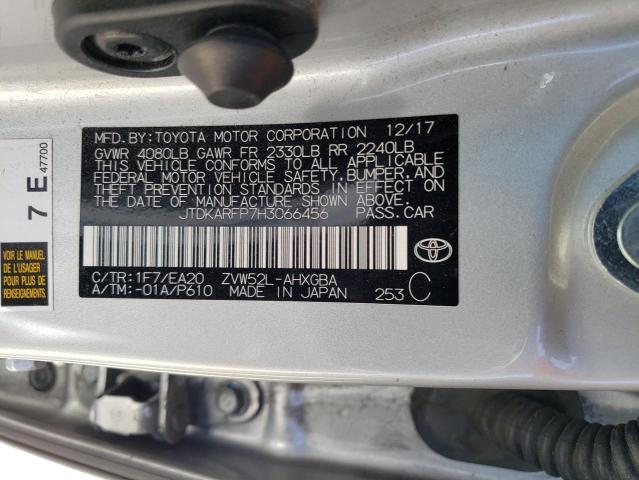 MFD.BY:TOYOTA MOTOR CORPORATION 12/17
GVWR 4080LB GAWR FR 2330LB RR 2240LB
THIS VEHICLE CONFORMS TO ALL APPLICABLE
FEDERAL MOTOR VEHICLE SAFETY, BUMPER, AND
THEFT PREVENTION STANDARDS IN EFFECT ON
THE DATE OF MANUFACTURE SHOWN ABOVE.
JTDKARFP7H3066456 PASS.CAR
C/TR:1F7/EA20 ZVW52L-AHXGBA
A/TM:-01A/P610 MADE IN JAPAN 253 C
TOYOTA
7 E 47700
MANUEL DE
L'USAGER
POUR PLUS DE
RENSEIGNEMENTS